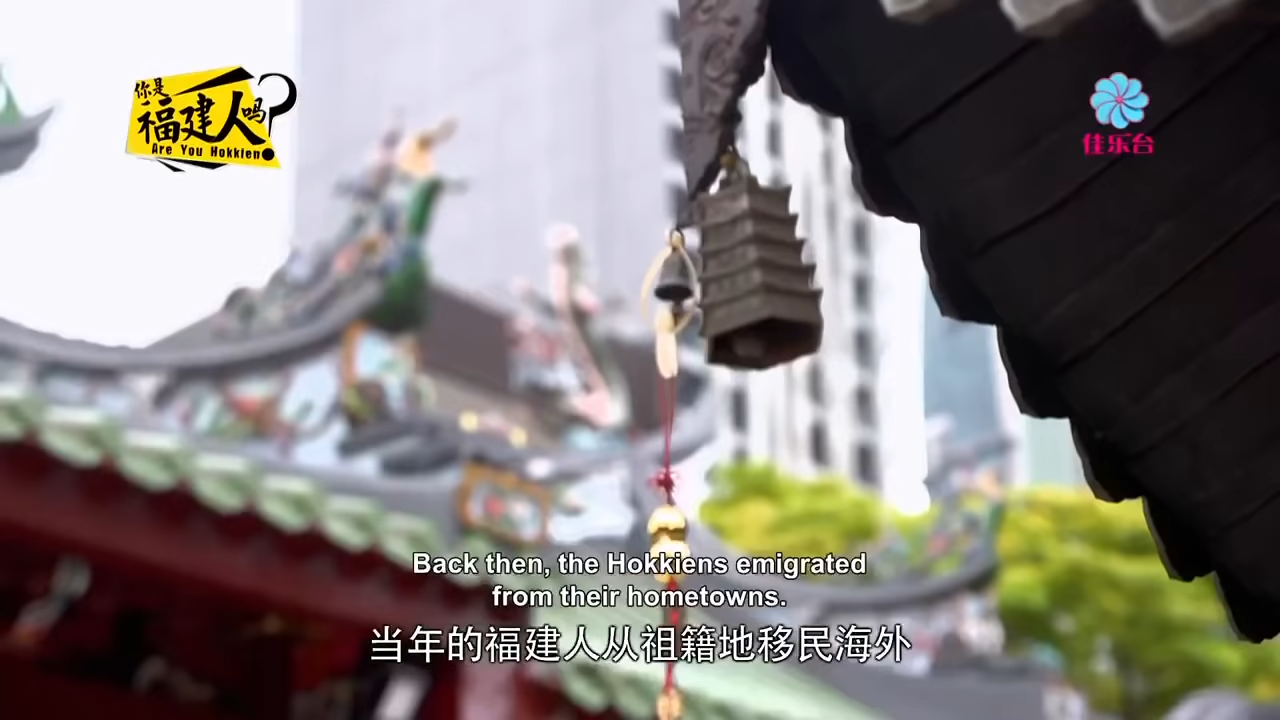 你是
福建人吗?
Are You Hokkien?
佳乐台
Back then, the Hokkiens emigrated
from their hometowns.
当年的福建人从祖籍地移民海外